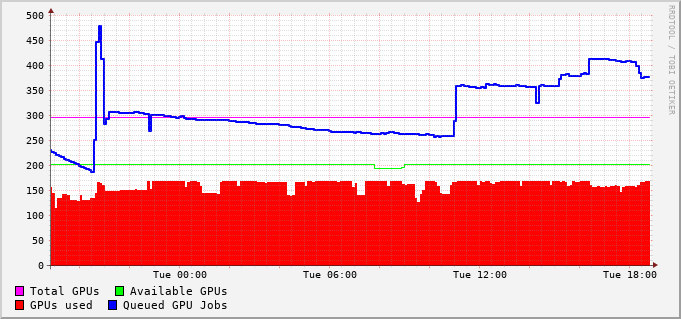 500
450
400
350
300
250
200
150
100
50
0
Tue 00:00 Tue 06:00 Tue 12:00 Tue 18:00
Total GPUs Available GPUs
GPUs used Queued GPU Jobs
RRDTOOL / TOBI OETIKER